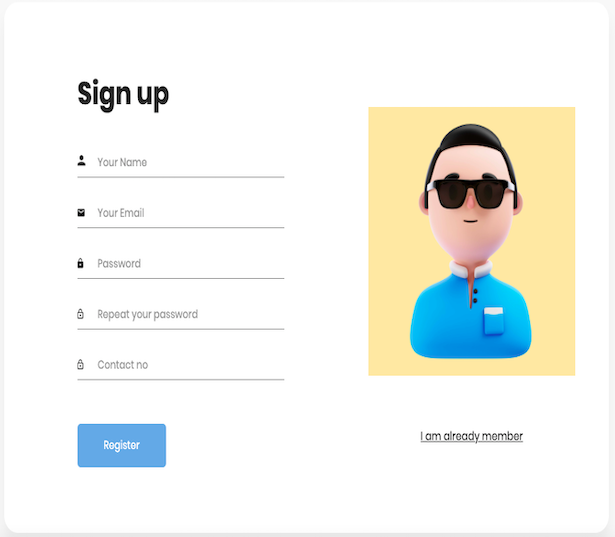 Sign up
Your Name
Your Email
Password
Repeat your password
Contact no
Register
I am already member